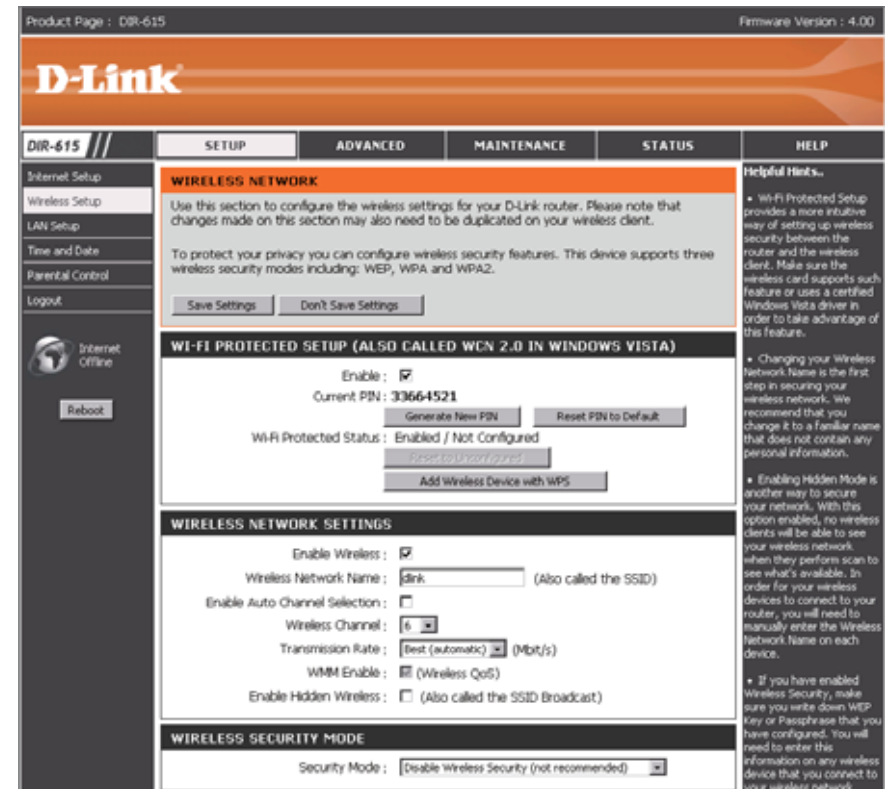 Product Page : DIR-615
Firmware Version : 4.00
D-Link
DIR-615
SETUP
ADVANCED
MAINTENANCE
STATUS
HELP
Internet Setup
Wireless Setup
LAN Setup
Time and Date
Parental Control
Logout
Internet
Offline
Reboot
WIRELESS NETWORK
Use this section to configure the wireless settings for your D-Link router. Please note that
changes made on this section may also need to be duplicated on your wireless client.
To protect your privacy you can configure wireless security features. This device supports three
wireless security modes including: WEP, WPA and WPA2.
Save Settings
Don't Save Settings
WI-FI PROTECTED SETUP (ALSO CALLED WCN 2.0 IN WINDOWS VISTA)
Enable :
Current PIN : 33664521
Generate New PIN
Reset PIN to Default
Wi-Fi Protected Status : Enabled / Not Configured
Reset to Unconfigured
Add Wireless Device with WPS
WIRELESS NETWORK SETTINGS
Enable Wireless :
Wireless Network Name : dlink (Also called the SSID)
Enable Auto Channel Selection :
Wireless Channel : 6
Transmission Rate : Best (automatic) (Mbit/s)
WMM Enable : (Wireless QoS)
Enable Hidden Wireless : (Also called the SSID Broadcast)
WIRELESS SECURITY MODE
Security Mode : Disable Wireless Security (not recommended)
Helpful Hints..
• Wi-Fi Protected Setup
provides a more intuitive
way of setting up wireless
security between the
router and the wireless
client. Make sure the
wireless card supports such
feature or uses a certified
Windows Vista driver in
order to take advantage of
this feature.
• Changing your Wireless
Network Name is the first
step in securing your
wireless network. We
recommend that you
change it to a familiar name
that does not contain any
personal information.
• Enabling Hidden Mode is
another way to secure
your network. With this
option enabled, no wireless
clients will be able to see
your wireless network
when they perform scan to
see what's available. In
order for your wireless
devices to connect to your
router, you will need to
manually enter the Wireless
Network Name on each
device.
• If you have enabled
Wireless Security, make
sure you write down WEP
Key or Passphrase that you
have configured. You will
need to enter this
information on any wireless
device that you connect to
your wireless network.